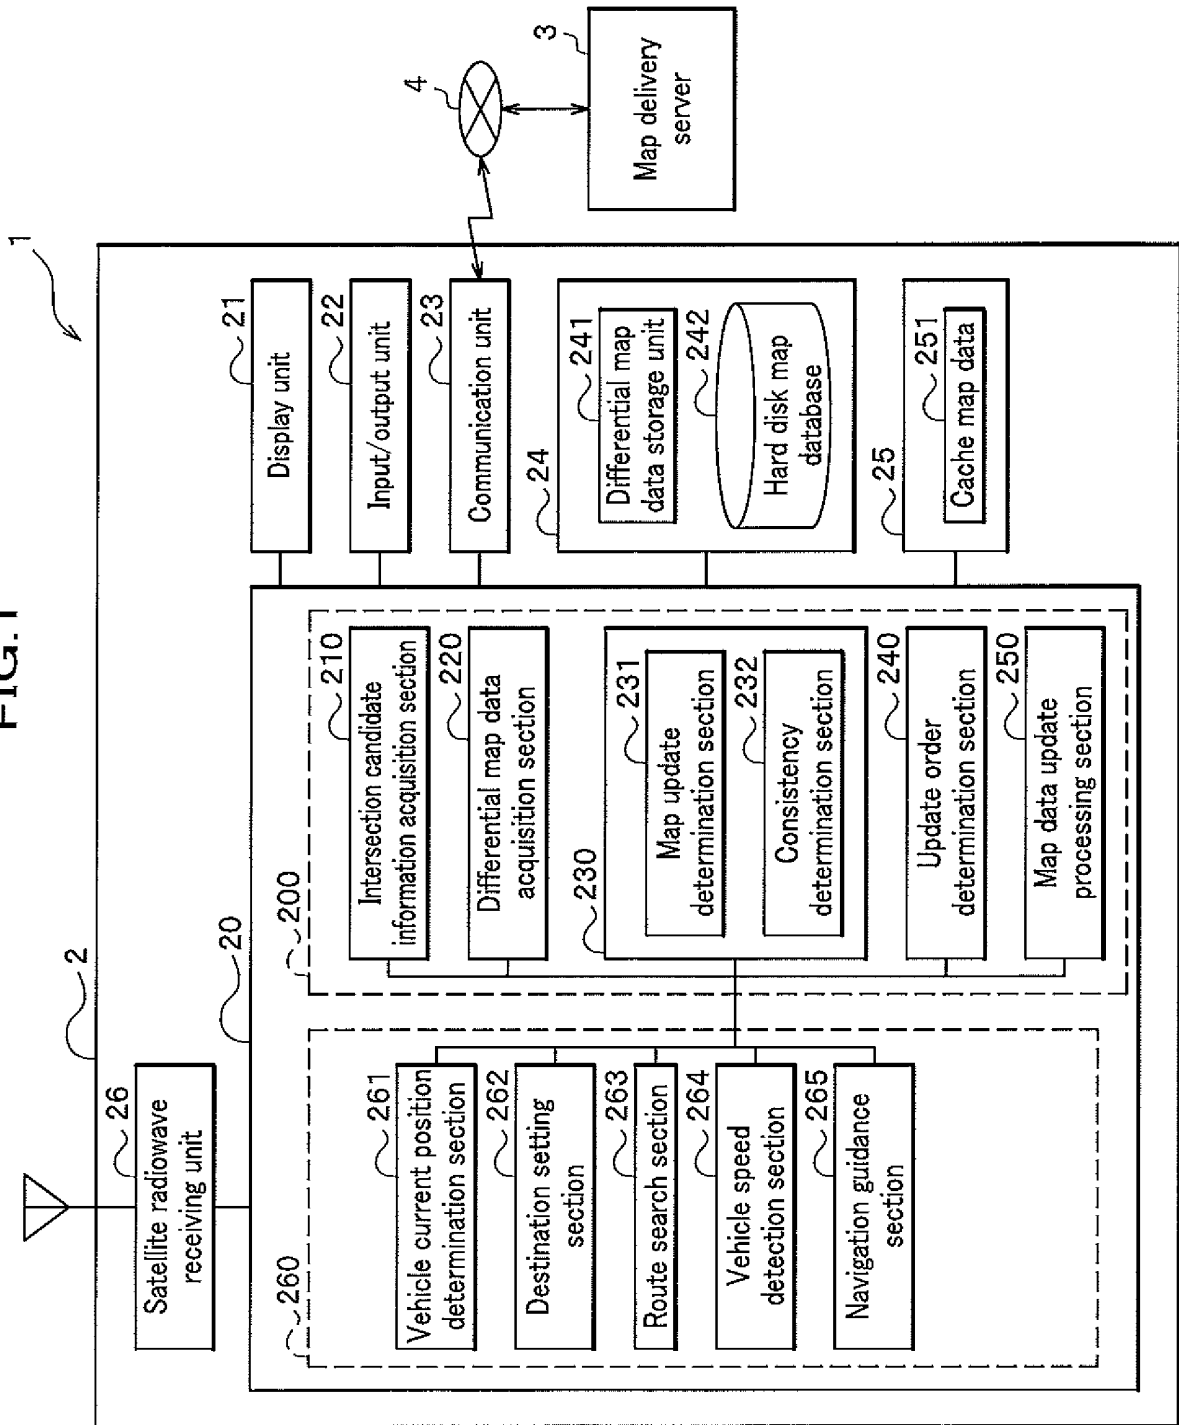 FIG.1
1
2
26
Satellite radiowave
receiving unit
20
260
261
Vehicle current position
determination section
262
Destination setting
section
263
Route search section
264
Vehicle speed
detection section
265
Navigation guidance
section
200
210
Intersection candidate
information acquisition section
220
Differential map data
acquisition section
230
231
Map update
determination section
232
Consistency
determination section
240
Update order
determination section
250
Map data update
processing section
21
Display unit
22
Input/output unit
23
Communication unit
24
241
Differential map
data storage unit
242
Hard disk map
database
25
251
Cache map data
4
3
Map delivery
server